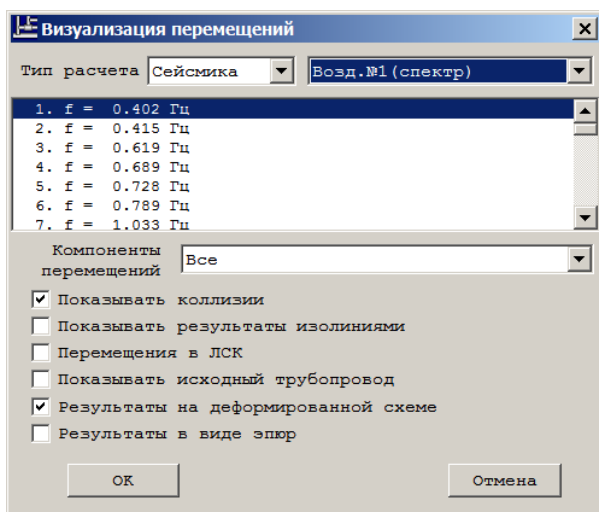 Визуализация перемещений
Тип расчета Сейсмика Возд.№1(спектр)
1. f = 0.402 Гц
2. f = 0.415 Гц
3. f = 0.619 Гц
4. f = 0.689 Гц
5. f = 0.728 Гц
6. f = 0.789 Гц
7. f = 1.033 Гц
Компоненты
перемещений
Все
Показывать коллизии
Показывать результаты изолиниями
Перемещения в ЛСК
Показывать исходный трубопровод
Результаты на деформированной схеме
Результаты в виде эпюр
ОК Отмена